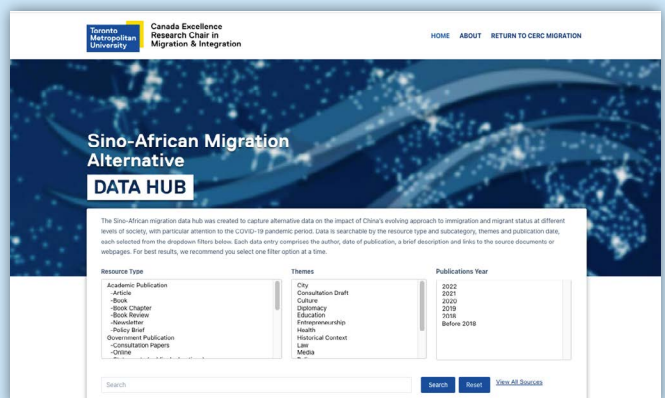 Toronto
Metropolitan
University
Canada Excellence
Research Chair in
Migration & Integration
HOME ABOUT RETURN TO CERC MIGRATION
Sino-African Migration
Alternative
DATA HUB
The Sino-African migration data hub was created to capture alternative data on the impact of China's evolving approach to immigration and migrant status at different
levels of society, with particular attention to the COVID-19 pandemic period. Data is searchable by the resource type and subcategory, themes and publication date,
each selected from the dropdown filters below. Each data entry comprises the author, date of publication, a brief description and links to the source documents or
webpages. For best results, we recommend you select one filter option at a time.
Resource Type
Academic Publication
-Article
-Book
-Book Chapter
-Book Review
-Newsletter
-Policy Brief
Government Publication
-Consultation Papers
-Online
Themes
City
Consultation Draft
Culture
Diplomacy
Education
Entrepreneurship
Health
Historical Context
Law
Media
Publications Year
2022
2021
2020
2019
2018
Before 2018
Search
Search Reset View All Sources